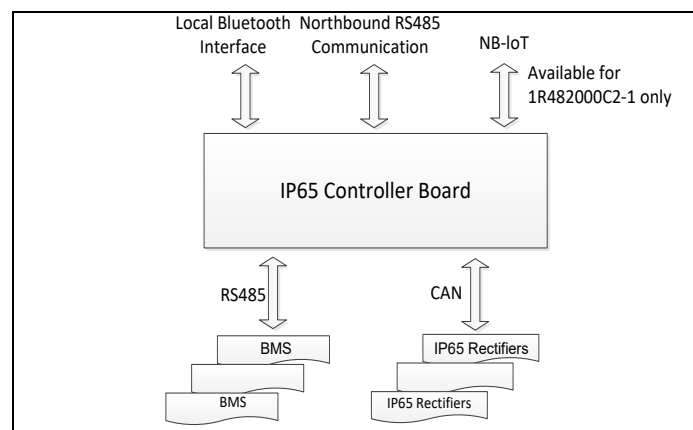 Local Bluetooth
Interface
Northbound RS485
Communication
NB-IoT
Available for
1R482000C2-1 only
IP65 Controller Board
RS485
CAN
BMS
BMS
IP65 Rectifiers
IP65 Rectifiers